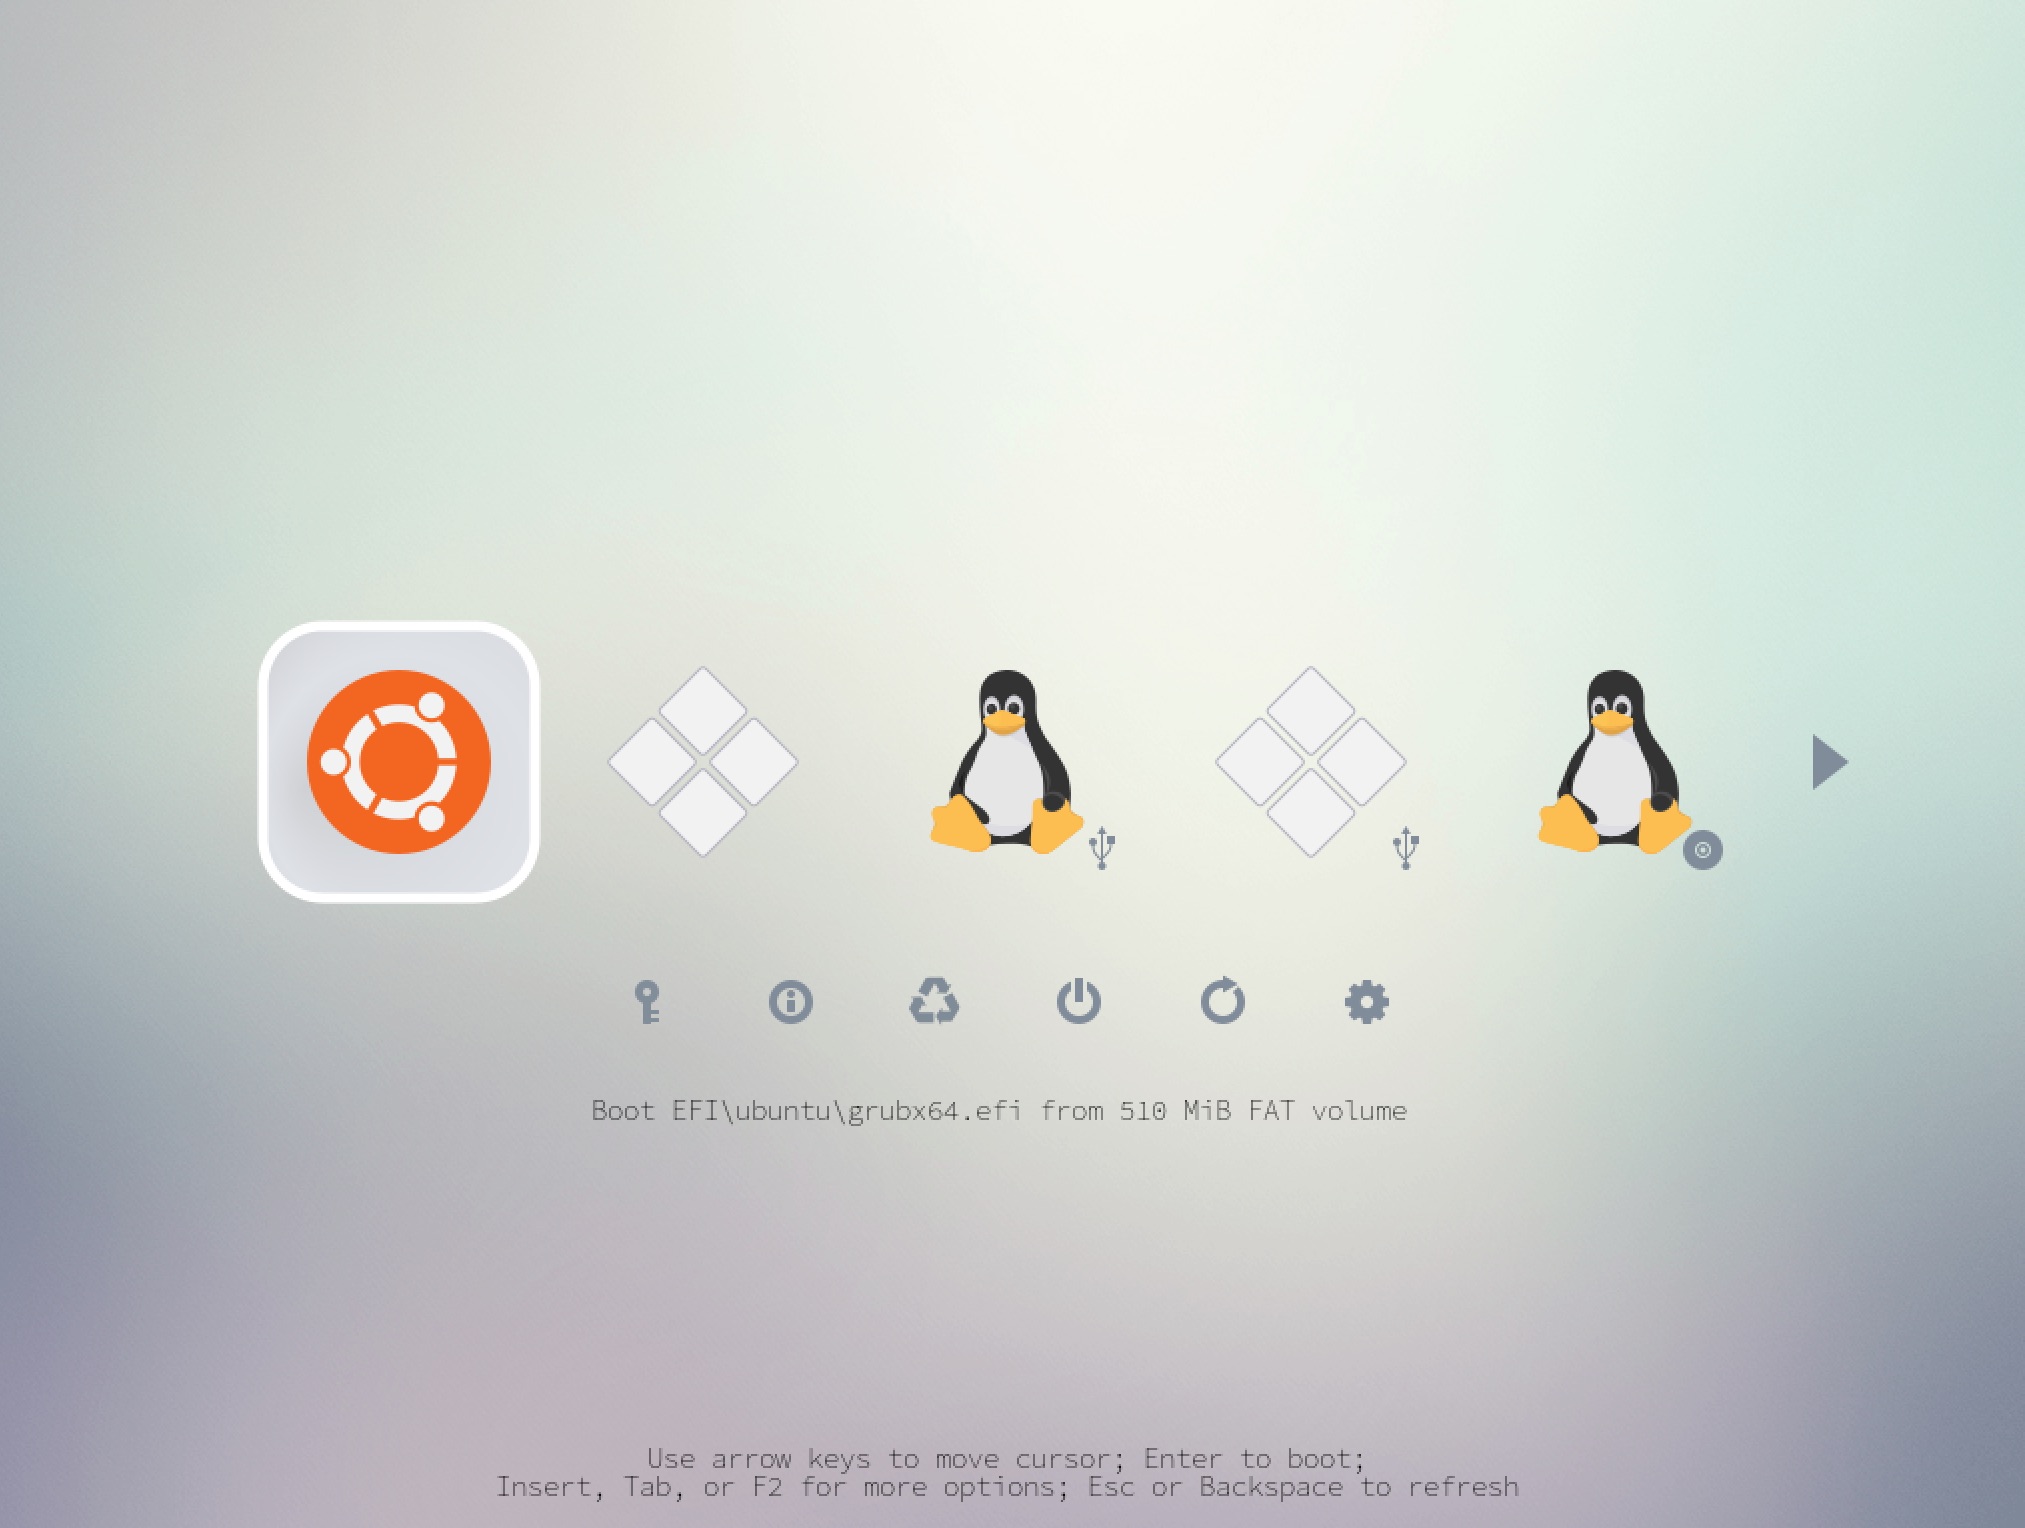 Boot EFI\ubuntu\grubx64.efi from 510 MiB FAT volume
Use arrow keys to move cursor; Enter to boot;
Insert, Tab, or F2 for more options; Esc or Backspace to refresh